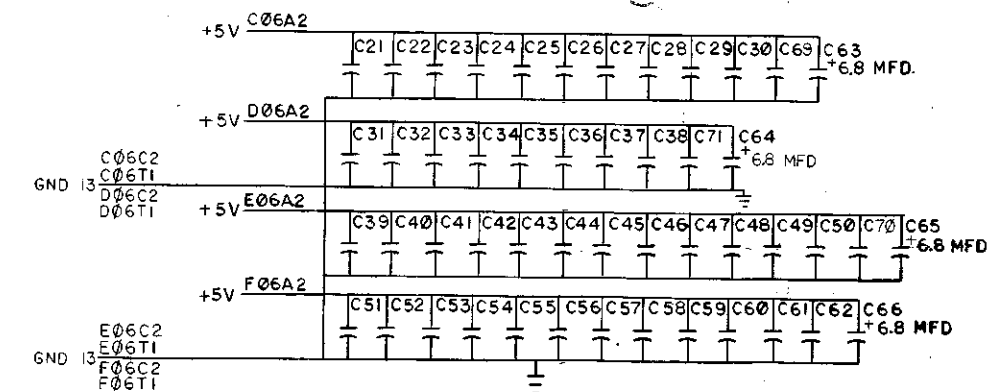 +5V C06A2
C21 C22 C23 C24 C25 C26 C27 C28 C29 C30 C69 C63
+6.8 MFD.
+5V D06A2
C31 C32 C33 C34 C35 C36 C37 C38 C71 C64
+6.8 MFD
C06C2
C06T1
GND 13
D06C2
D06T1
+5V E06A2
C39 C40 C41 C42 C43 C44 C45 C46 C47 C48 C49 C50 C70 C65
+6.8 MFD
+5V F06A2
C51 C52 C53 C54 C55 C56 C57 C58 C59 C60 C61 C62 C66
+6.8 MFD
E06C2
E06T1
GND 13
F06C2
F06T1